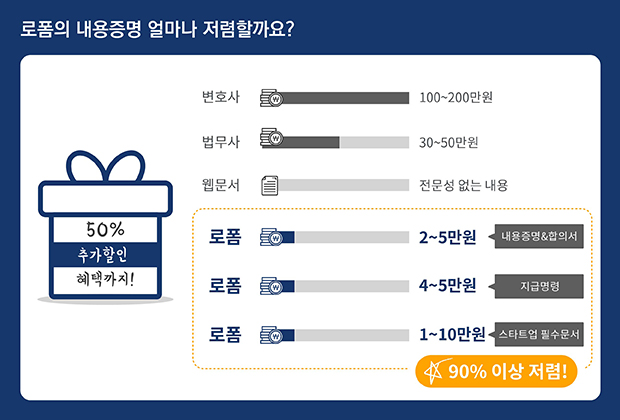 로폼의 내용증명 얼마나 저렴할까요?
변호사 100~200만원
법무사 30~50만원
웹문서 전문성 없는 내용
50%
추가할인
혜택까지!
로폼 2~5만원 내용증명&합의서
로폼 4~5만원 지급명령
로폼 1~10만원 스타트업 필수문서
90% 이상 저렴!